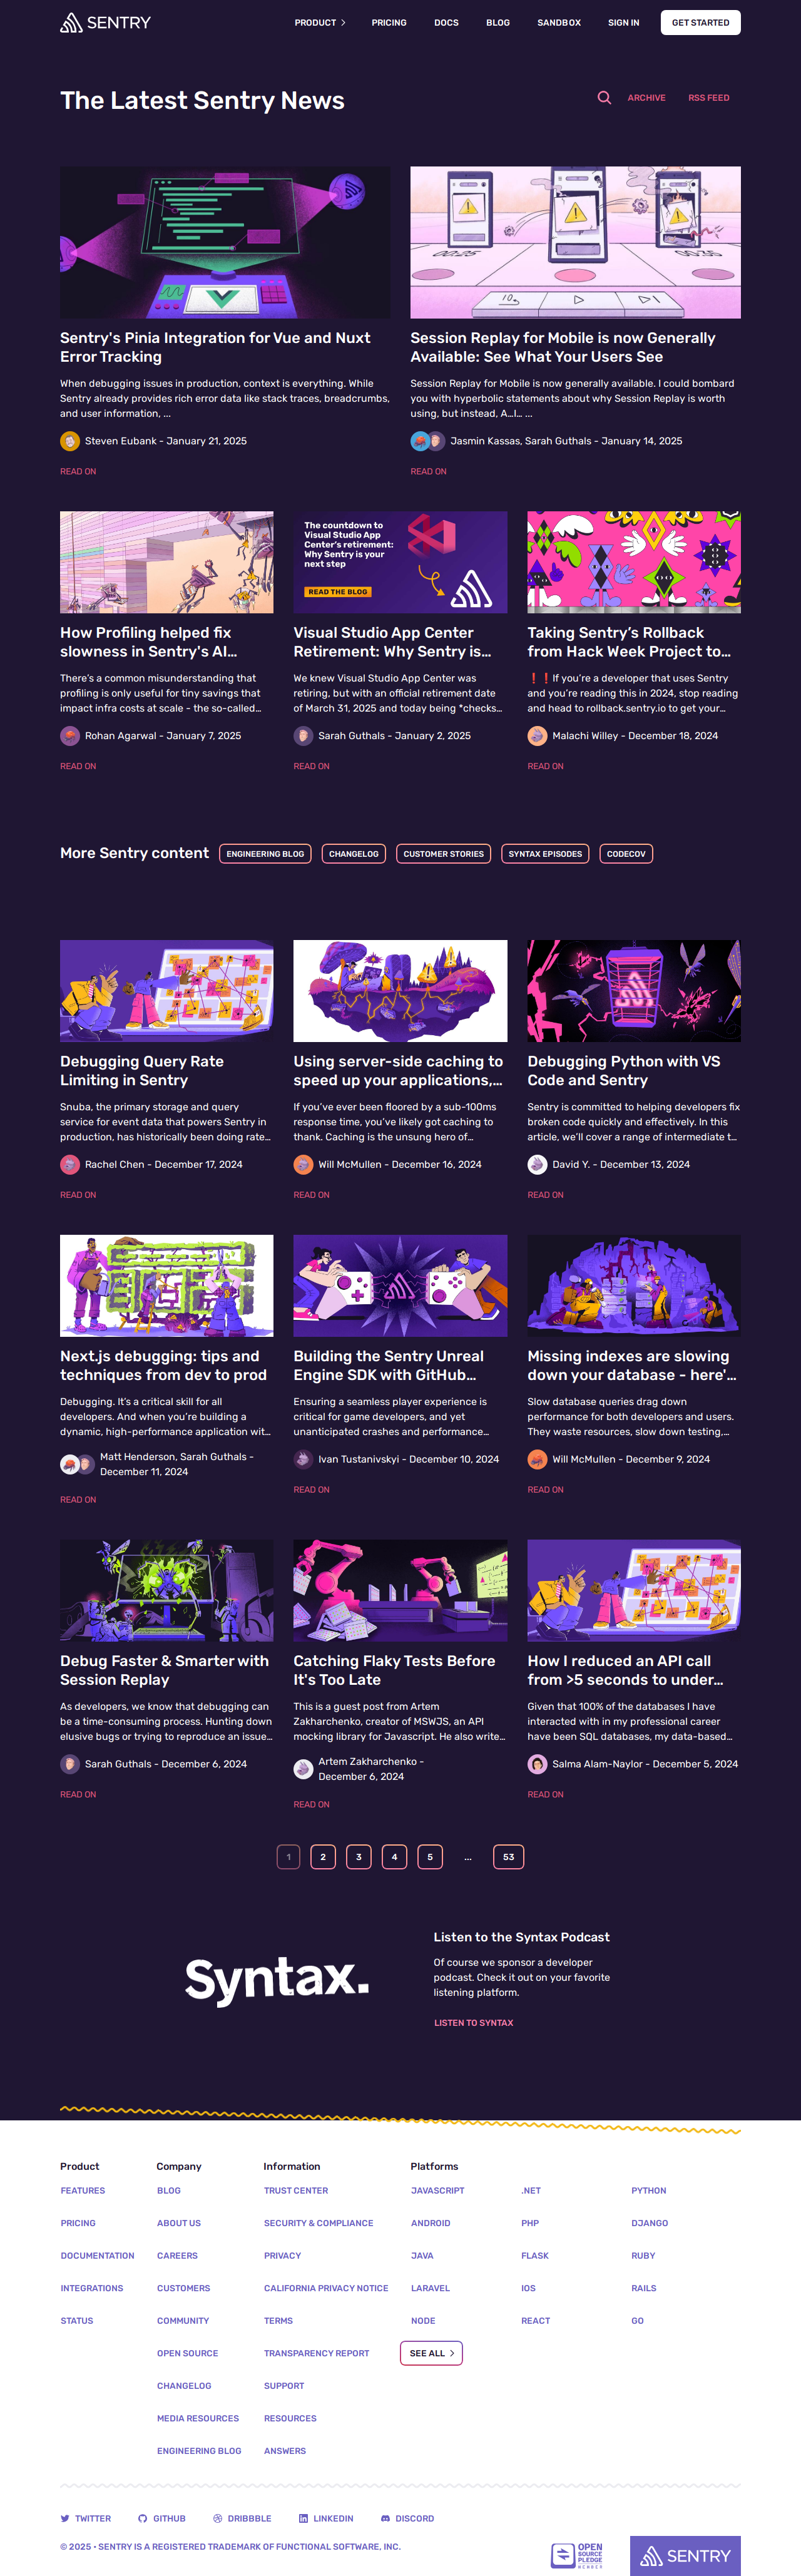 SENTRY
PRODUCT
PRICING
DOCS
BLOG
SANDBOX
SIGN IN
GET STARTED
The Latest Sentry News
ARCHIVE
RSS FEED
Sentry's Pinia Integration for Vue and Nuxt
Error Tracking
When debugging issues in production, context is everything. While
Sentry already provides rich error data like stack traces, breadcrumbs,
and user information, ...
Steven Eubank - January 21, 2025
READ ON
00:25
00:35
10s
Session Replay for Mobile is now Generally
Available: See What Your Users See
Session Replay for Mobile is now generally available. I could bombard
you with hyperbolic statements about why Session Replay is worth
using, but instead, A…I… ...
Jasmin Kassas, Sarah Guthals - January 14, 2025
READ ON
How Profiling helped fix
slowness in Sentry's AI…
There's a common misunderstanding that
profiling is only useful for tiny savings that
impact infra costs at scale - the so-called…
Rohan Agarwal - January 7, 2025
READ ON
The countdown to
Visual Studio App
Center's retirement:
Why Sentry is your
next step
READ THE BLOG
Visual Studio App Center
Retirement: Why Sentry is…
We knew Visual Studio App Center was
retiring, but with an official retirement date
of March 31, 2025 and today being *checks…
Sarah Guthals - January 2, 2025
READ ON
Taking Sentry’s Rollback
from Hack Week Project to…
❗❗If you’re a developer that uses Sentry
and you’re reading this in 2024, stop reading
and head to rollback.sentry.io to get your…
Malachi Willey - December 18, 2024
READ ON
More Sentry content
ENGINEERING BLOG
CHANGELOG
CUSTOMER STORIES
SYNTAX EPISODES
CODECOV
Debugging Query Rate
Limiting in Sentry
Snuba, the primary storage and query
service for event data that powers Sentry in
production, has historically been doing rate…
Rachel Chen - December 17, 2024
READ ON
Using server-side caching to
speed up your applications,…
If you’ve ever been floored by a sub-100ms
response time, you’ve likely got caching to
thank. Caching is the unsung hero of…
Will McMullen - December 16, 2024
READ ON
Debugging Python with VS
Code and Sentry
Sentry is committed to helping developers fix
broken code quickly and effectively. In this
article, we’ll cover a range of intermediate t…
David Y. - December 13, 2024
READ ON
Next.js debugging: tips and
techniques from dev to prod
Debugging. It’s a critical skill for all
developers. And when you’re building a
dynamic, high-performance application wit…
Matt Henderson, Sarah Guthals -
December 11, 2024
READ ON
Building the Sentry Unreal
Engine SDK with GitHub…
Ensuring a seamless player experience is
critical for game developers, and yet
unanticipated crashes and performance…
Ivan Tustanivskyi - December 10, 2024
READ ON
Missing indexes are slowing
down your database - here'…
Slow database queries drag down
performance for both developers and users.
They waste resources, slow down testing,…
Will McMullen - December 9, 2024
READ ON
Debug Faster & Smarter with
Session Replay
As developers, we know that debugging can
be a time-consuming process. Hunting down
elusive bugs or trying to reproduce an issue…
Sarah Guthals - December 6, 2024
READ ON
Catching Flaky Tests Before
It's Too Late
This is a guest post from Artem
Zakharchenko, creator of MSWJS, an API
mocking library for Javascript. He also write…
Artem Zakharchenko -
December 6, 2024
READ ON
How I reduced an API call
from >5 seconds to under…
Given that 100% of the databases I have
interacted with in my professional career
have been SQL databases, my data-based…
Salma Alam-Naylor - December 5, 2024
READ ON
1
2
3
4
5
...
53
Syntax.
Listen to the Syntax Podcast
Of course we sponsor a developer
podcast. Check it out on your favorite
listening platform.
LISTEN TO SYNTAX
Product
FEATURES
PRICING
DOCUMENTATION
INTEGRATIONS
STATUS
Company
BLOG
ABOUT US
CAREERS
CUSTOMERS
COMMUNITY
OPEN SOURCE
CHANGELOG
MEDIA RESOURCES
ENGINEERING BLOG
Information
TRUST CENTER
SECURITY & COMPLIANCE
PRIVACY
CALIFORNIA PRIVACY NOTICE
TERMS
TRANSPARENCY REPORT
SUPPORT
RESOURCES
ANSWERS
Platforms
JAVASCRIPT
ANDROID
JAVA
LARAVEL
NODE
SEE ALL
.NET
PHP
FLASK
IOS
REACT
PYTHON
DJANGO
RUBY
RAILS
GO
TWITTER
GITHUB
DRIBBBLE
LINKEDIN
DISCORD
© 2025 • SENTRY IS A REGISTERED TRADEMARK OF FUNCTIONAL SOFTWARE, INC.
OPEN
SOURCE
PLEDGE
MEMBER
SENTRY